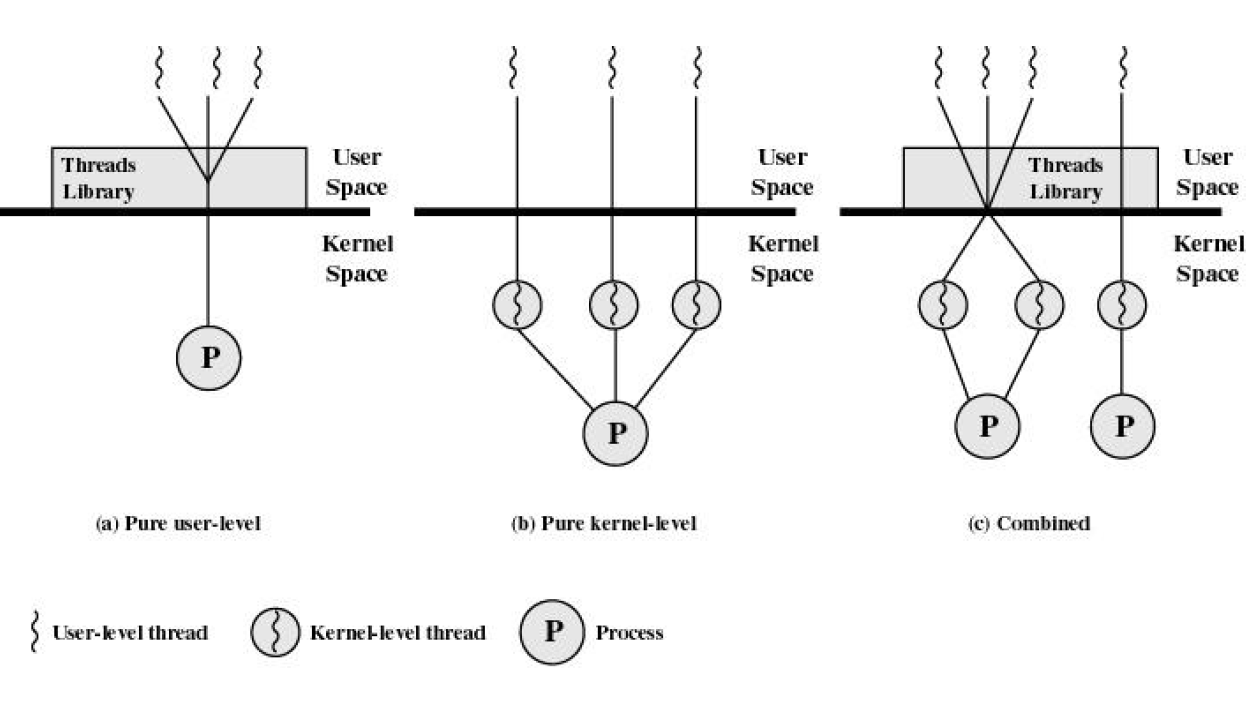 Threads
Library
User
Space
Kernel
Space
P
(a) Pure user-level
User
Space
Kernel
Space
P
(b) Pure kernel-level
Threads
Library
User
Space
Kernel
Space
P
P
(c) Combined
User-level thread
Kernel-level thread
P
Process